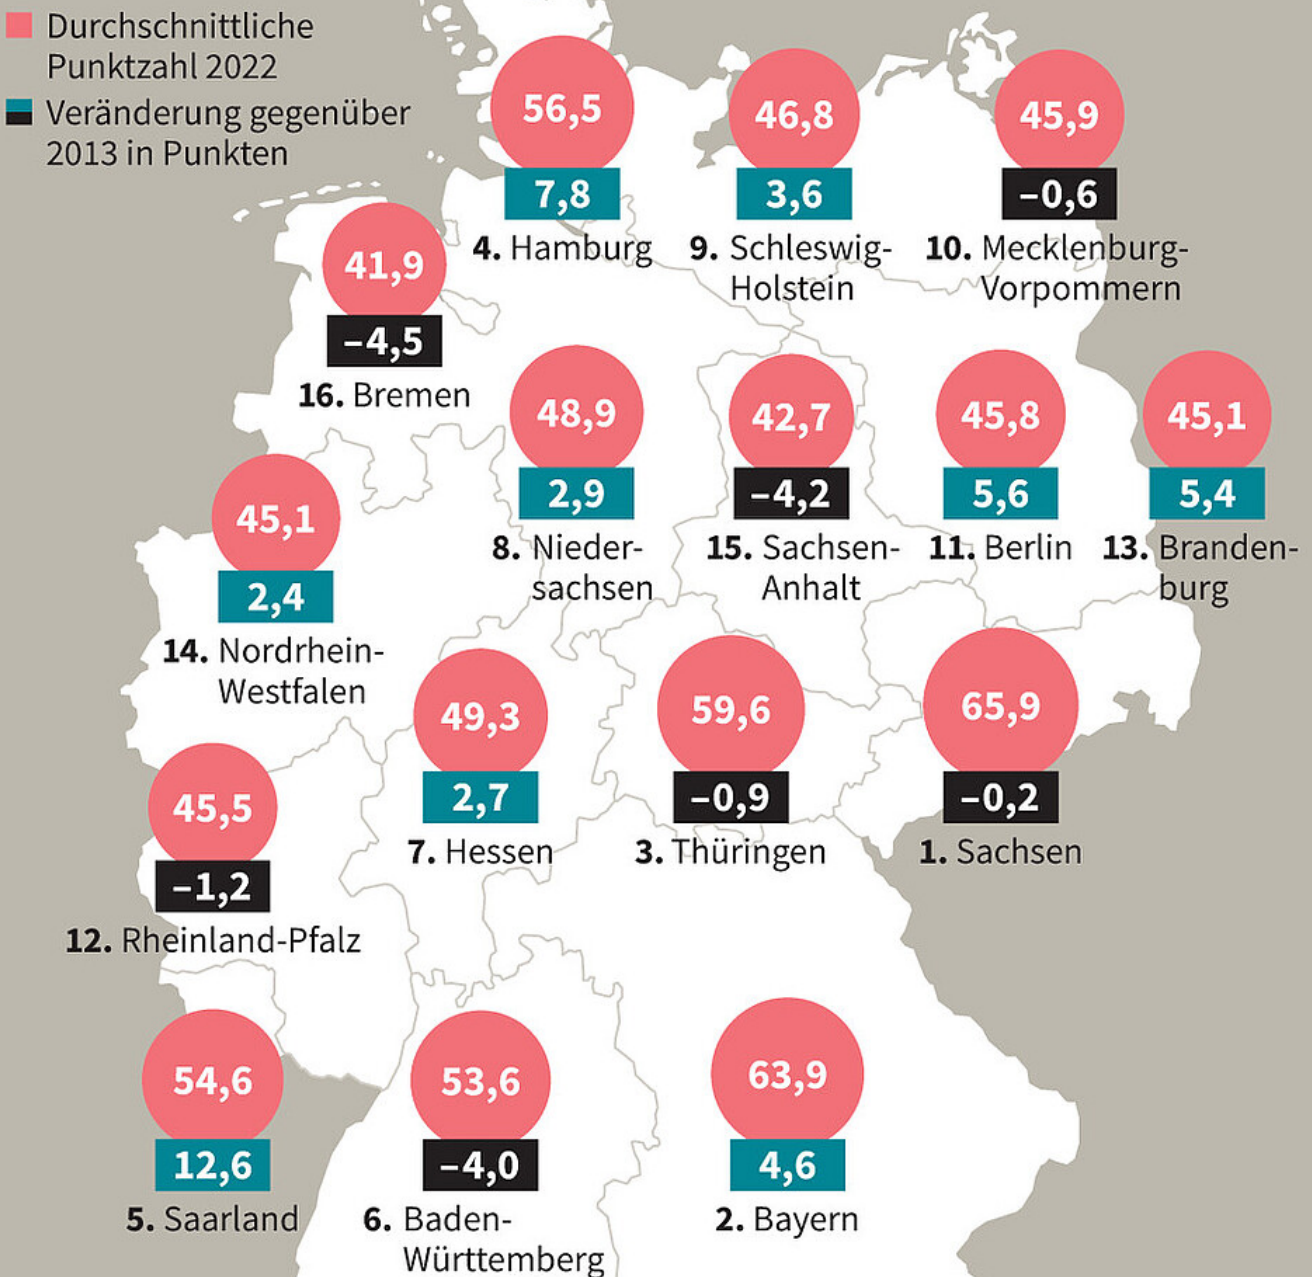 Durchschnittliche
Punktzahl 2022
Veränderung gegenüber
2013 in Punkten
56,5
7,8
4. Hamburg
46,8
3,6
9. Schleswig-
Holstein
45,9
–0,6
10. Mecklenburg-
Vorpommern
41,9
–4,5
16. Bremen
48,9
2,9
8. Nieder-
sachsen
42,7
–4,2
15. Sachsen-
Anhalt
45,8
5,6
11. Berlin
45,1
5,4
13. Branden-
burg
45,1
2,4
14. Nordrhein-
Westfalen
49,3
2,7
7. Hessen
59,6
–0,9
3. Thüringen
65,9
–0,2
1. Sachsen
45,5
–1,2
12. Rheinland-Pfalz
54,6
12,6
5. Saarland
53,6
–4,0
6. Baden-
Württemberg
63,9
4,6
2. Bayern